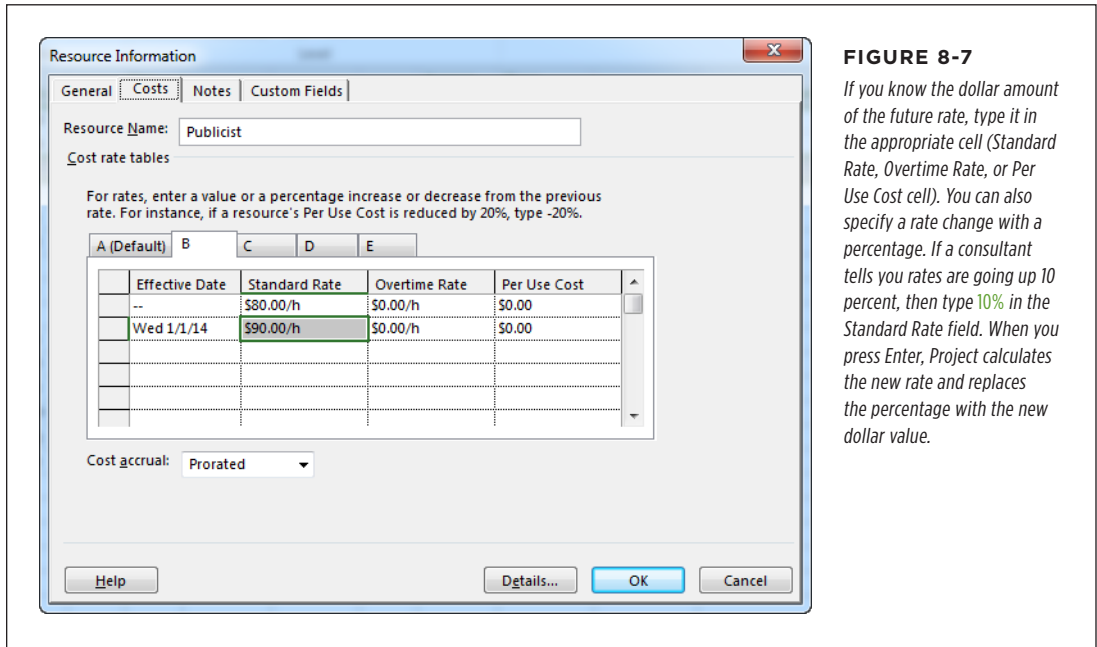 Resource Information
General Costs Notes Custom Fields
Resource Name: Publicist
Cost rate tables
For rates, enter a value or a percentage increase or decrease from the previous
rate. For instance, if a resource's Per Use Cost is reduced by 20%, type -20%.
A (Default) B C D E
Effective Date Standard Rate Overtime Rate Per Use Cost
-- $80.00/h $0.00/h $0.00
Wed 1/1/14 $90.00/h $0.00/h $0.00
Cost accrual: Prorated
Help Details... OK Cancel
FIGURE 8-7
If you know the dollar amount
of the future rate, type it in
the appropriate cell (Standard
Rate, Overtime Rate, or Per
Use Cost cell). You can also
specify a rate change with a
percentage. If a consultant
tells you rates are going up 10
percent, then type 10% in the
Standard Rate field. When you
press Enter, Project calculates
the new rate and replaces
the percentage with the new
dollar value.